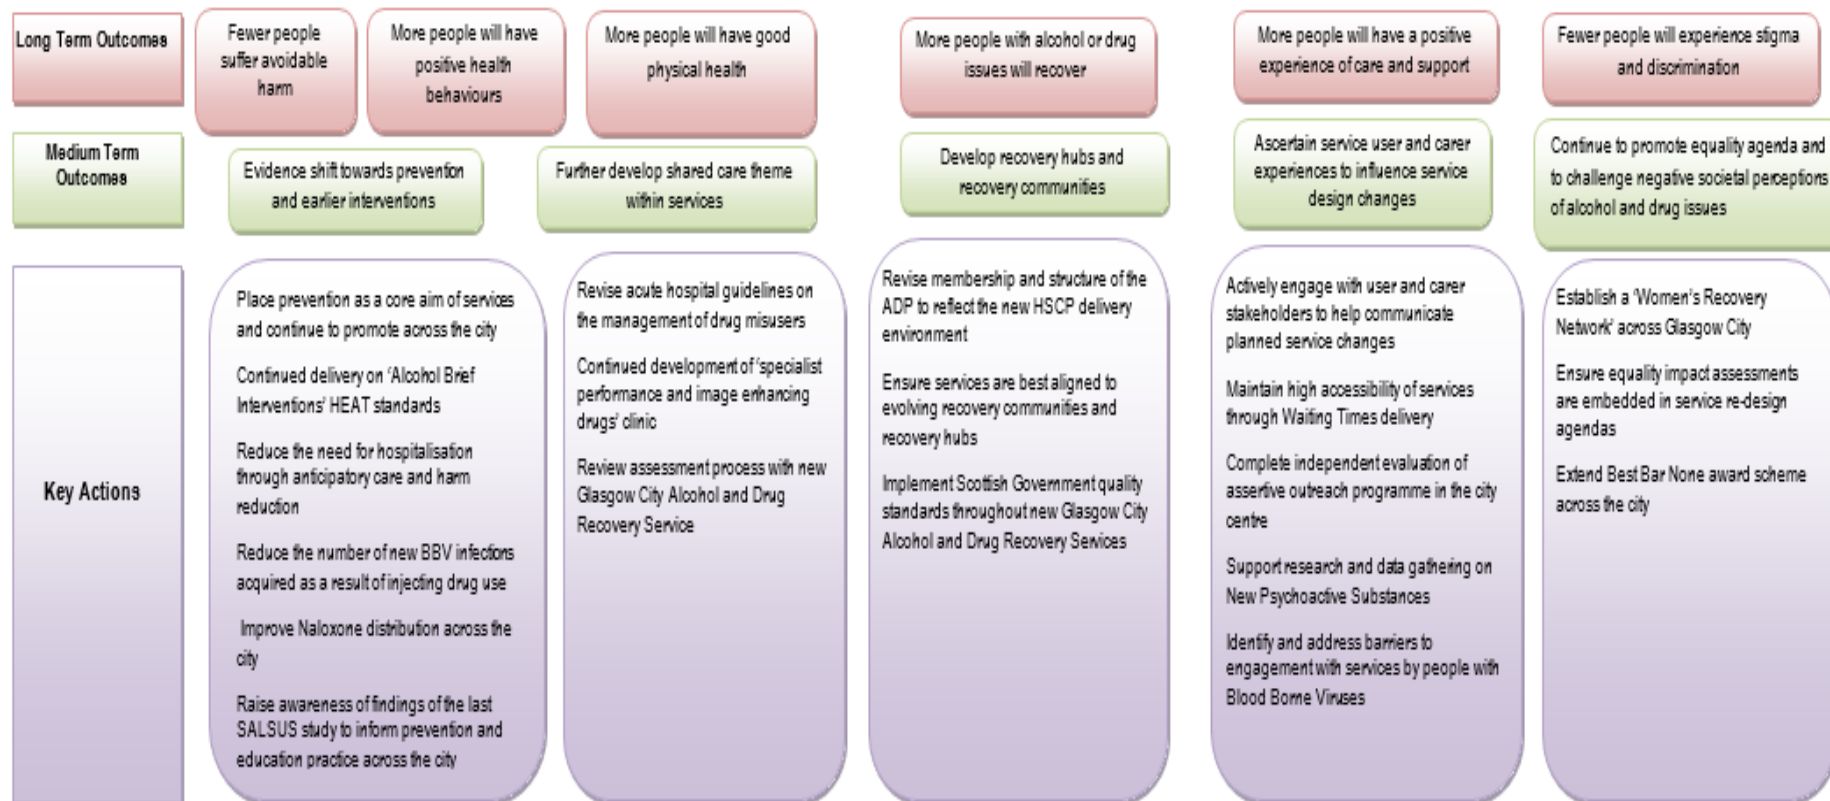 Long Term Outcomes
Fewer people
suffer avoidable
harm
More people will have
positive health
behaviours
More people will have good
physical health
More people with alcohol or drug
issues will recover
More people will have a positive
experience of care and support
Fewer people will experience stigma
and discrimination
Medium Term
Outcomes
Evidence shift towards prevention
and earlier interventions
Further develop shared care theme
within services
Develop recovery hubs and
recovery communities
Ascertain service user and carer
experiences to influence service
design changes
Continue to promote equality agenda and
to challenge negative societal perceptions
of alcohol and drug issues
Key Actions
Place prevention as a core aim of services
and continue to promote across the city
Continued delivery on ‘Alcohol Brief
Interventions’ HEAT standards
Reduce the need for hospitalisation
through anticipatory care and harm
reduction
Reduce the number of new BBV infections
acquired as a result of injecting drug use
Improve Naloxone distribution across the
city
Raise awareness of findings of the last
SALSUS study to inform prevention and
education practice across the city
Revise acute hospital guidelines on
the management of drug misusers
Continued development of ‘specialist
performance and image enhancing
drugs’ clinic
Review assessment process with new
Glasgow City Alcohol and Drug
Recovery Service
Revise membership and structure of the
ADP to reflect the new HSCP delivery
environment
Ensure services are best aligned to
evolving recovery communities and
recovery hubs
Implement Scottish Government quality
standards throughout new Glasgow City
Alcohol and Drug Recovery Services
Actively engage with user and carer
stakeholders to help communicate
planned service changes
Maintain high accessibility of services
through Waiting Times delivery
Complete independent evaluation of
assertive outreach programme in the city
centre
Support research and data gathering on
New Psychoactive Substances
Identify and address barriers to
engagement with services by people with
Blood Borne Viruses
Establish a ‘Women’s Recovery
Network’ across Glasgow City
Ensure equality impact assessments
are embedded in service re-design
agendas
Extend Best Bar None award scheme
across the city